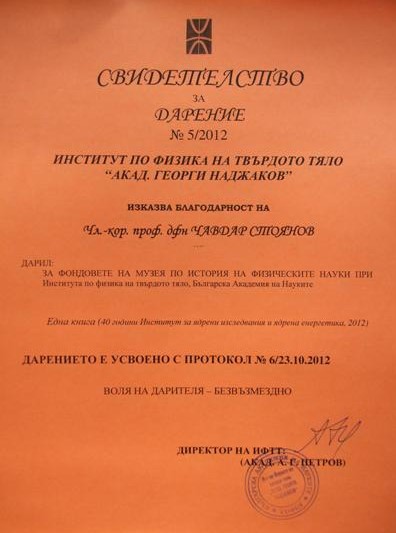 СВИДЕТЕЛСТВО
ЗА
ДАРЕНИЕ
№ 5/2012
ИНСТИТУТ ПО ФИЗИКА НА ТВЪРДОТО ТЯЛО
“АКАД. ГЕОРГИ НАДЖАКОВ”
ИЗКАЗВА БЛАГОДАРНОСТ НА
Чл.-кор. проф. дфн ЧАВДАР СТОЯНОВ
ДАРИЛ:
ЗА ФОНДОВЕТЕ НА МУЗЕЯ ПО ИСТОРИЯ НА ФИЗИЧЕСКИТЕ НАУКИ ПРИ
Института по физика на твърдото тяло, Българска Академия на Науките
Една книга (40 години Институт за ядрени изследвания и ядрена енергетика, 2012)
ДАРЕНИЕТО Е УСВОЕНО С ПРОТОКОЛ № 6/23.10.2012
ВОЛЯ НА ДАРИТЕЛЯ – БЕЗВЪЗМЕЗДНО
ДИРЕКТОР НА ИФТТ:
(АКАД. А. Г. ПЕТРОВ)